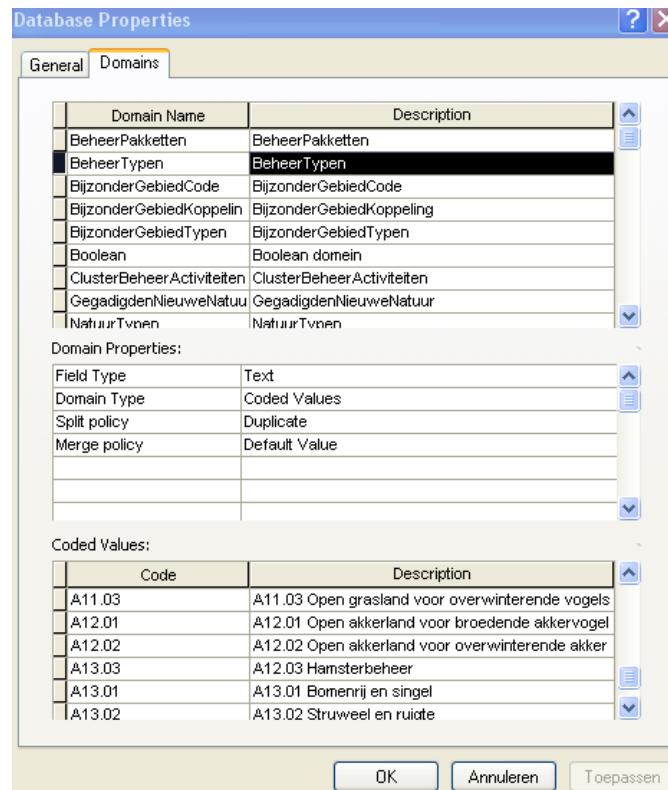 Database Properties
General Domains
Domain Name Description
BeheerPakketten BeheerPakketten
BeheerTypen BeheerTypen
BijzonderGebiedCode BijzonderGebiedCode
BijzonderGebiedKoppelin BijzonderGebiedKoppeling
BijzonderGebiedTypen BijzonderGebiedTypen
Boolean Boolean domein
ClusterBeheerActiviteiten ClusterBeheerActiviteiten
GegadigdenNieuweNatuu GegadigdenNieuweNatuur
NatuurTypen NatuurTypen
Domain Properties:
Field Type Text
Domain Type Coded Values
Split policy Duplicate
Merge policy Default Value
Coded Values:
Code Description
A11.03 A11.03 Open grasland voor overwinterende vogels
A12.01 A12.01 Open akkerland voor broedende akkervogel
A12.02 A12.02 Open akkerland voor overwinterende akker
A13.03 A12.03 Hamsterbeheer
A13.01 A13.01 Bomenrij en singel
A13.02 A13.02 Struweel en ruigte
OK Annuleren Toepassen